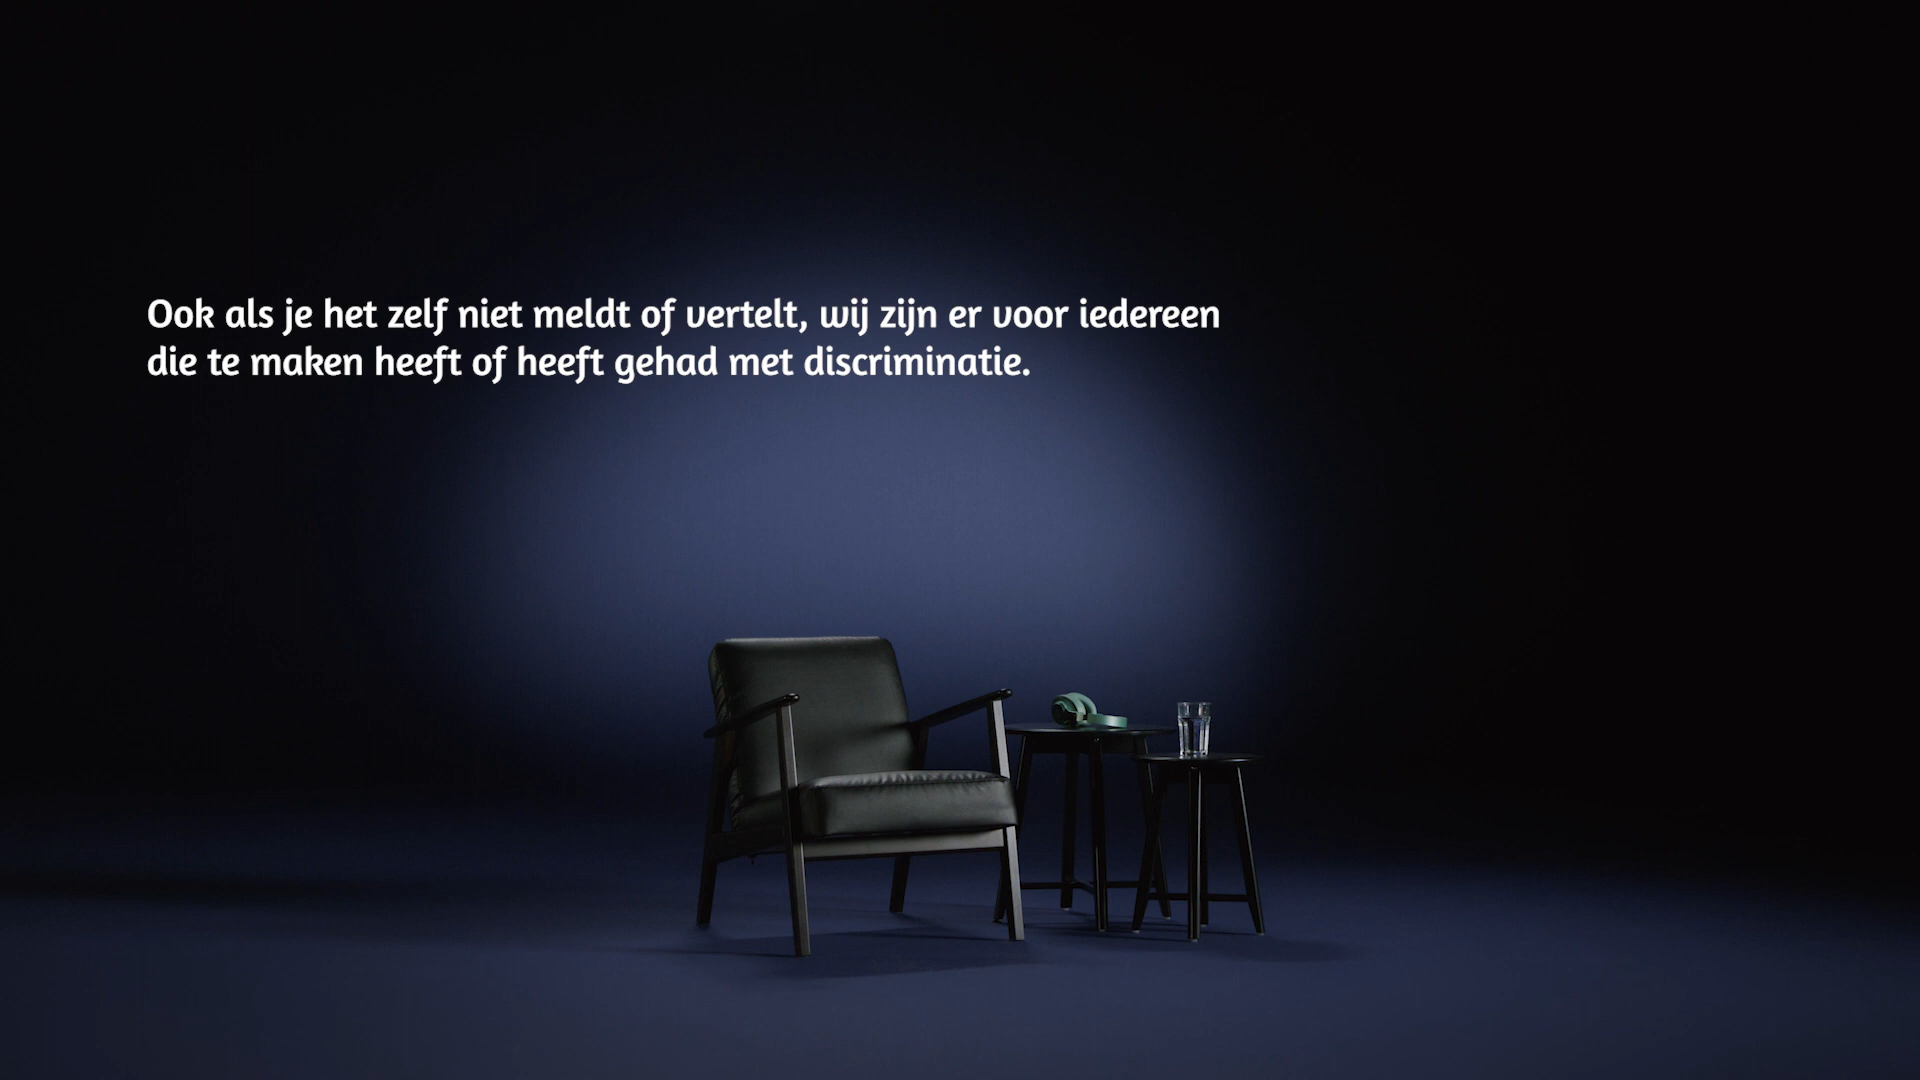 Ook als je het zelf niet meldt of vertelt, wij zijn er voor iedereen
die te maken heeft of heeft gehad met discriminatie.